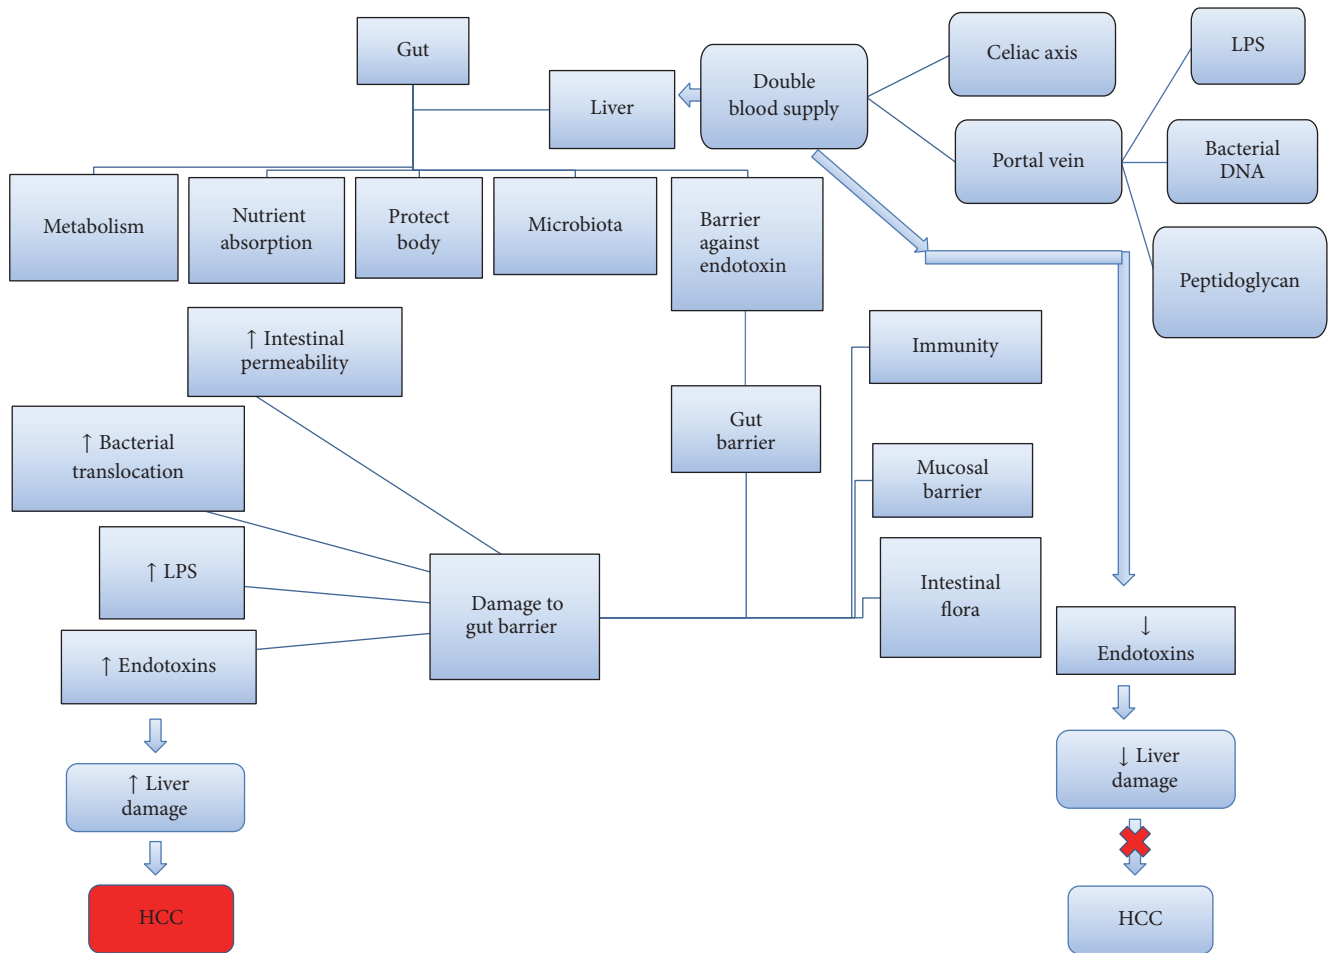 Gut
Liver
Double
blood supply
Celiac axis
LPS
Portal vein
Bacterial
DNA
Peptidoglycan
Metabolism
Nutrient
absorption
Protect
body
Microbiota
Barrier
against
endotoxin
↑ Intestinal
permeability
Immunity
↑ Bacterial
translocation
Gut
barrier
Mucosal
barrier
↑ LPS
Damage to
gut barrier
Intestinal
flora
↑ Endotoxins
↓
Endotoxins
↑ Liver
damage
↓ Liver
damage
HCC
HCC